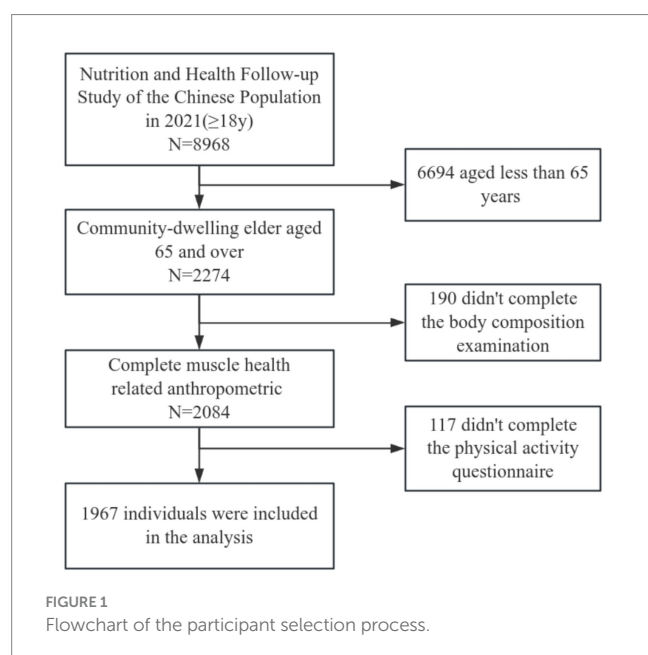 Nutrition and Health Follow-up
Study of the Chinese Population
in 2021(≥18y)
N=8968
6694 aged less than 65
years
Community-dwelling elder aged
65 and over
N=2274
190 didn't complete
the body composition
examination
Complete muscle health
related anthropometric
N=2084
117 didn't complete
the physical activity
questionnaire
1967 individuals were included
in the analysis
FIGURE 1
Flowchart of the participant selection process.